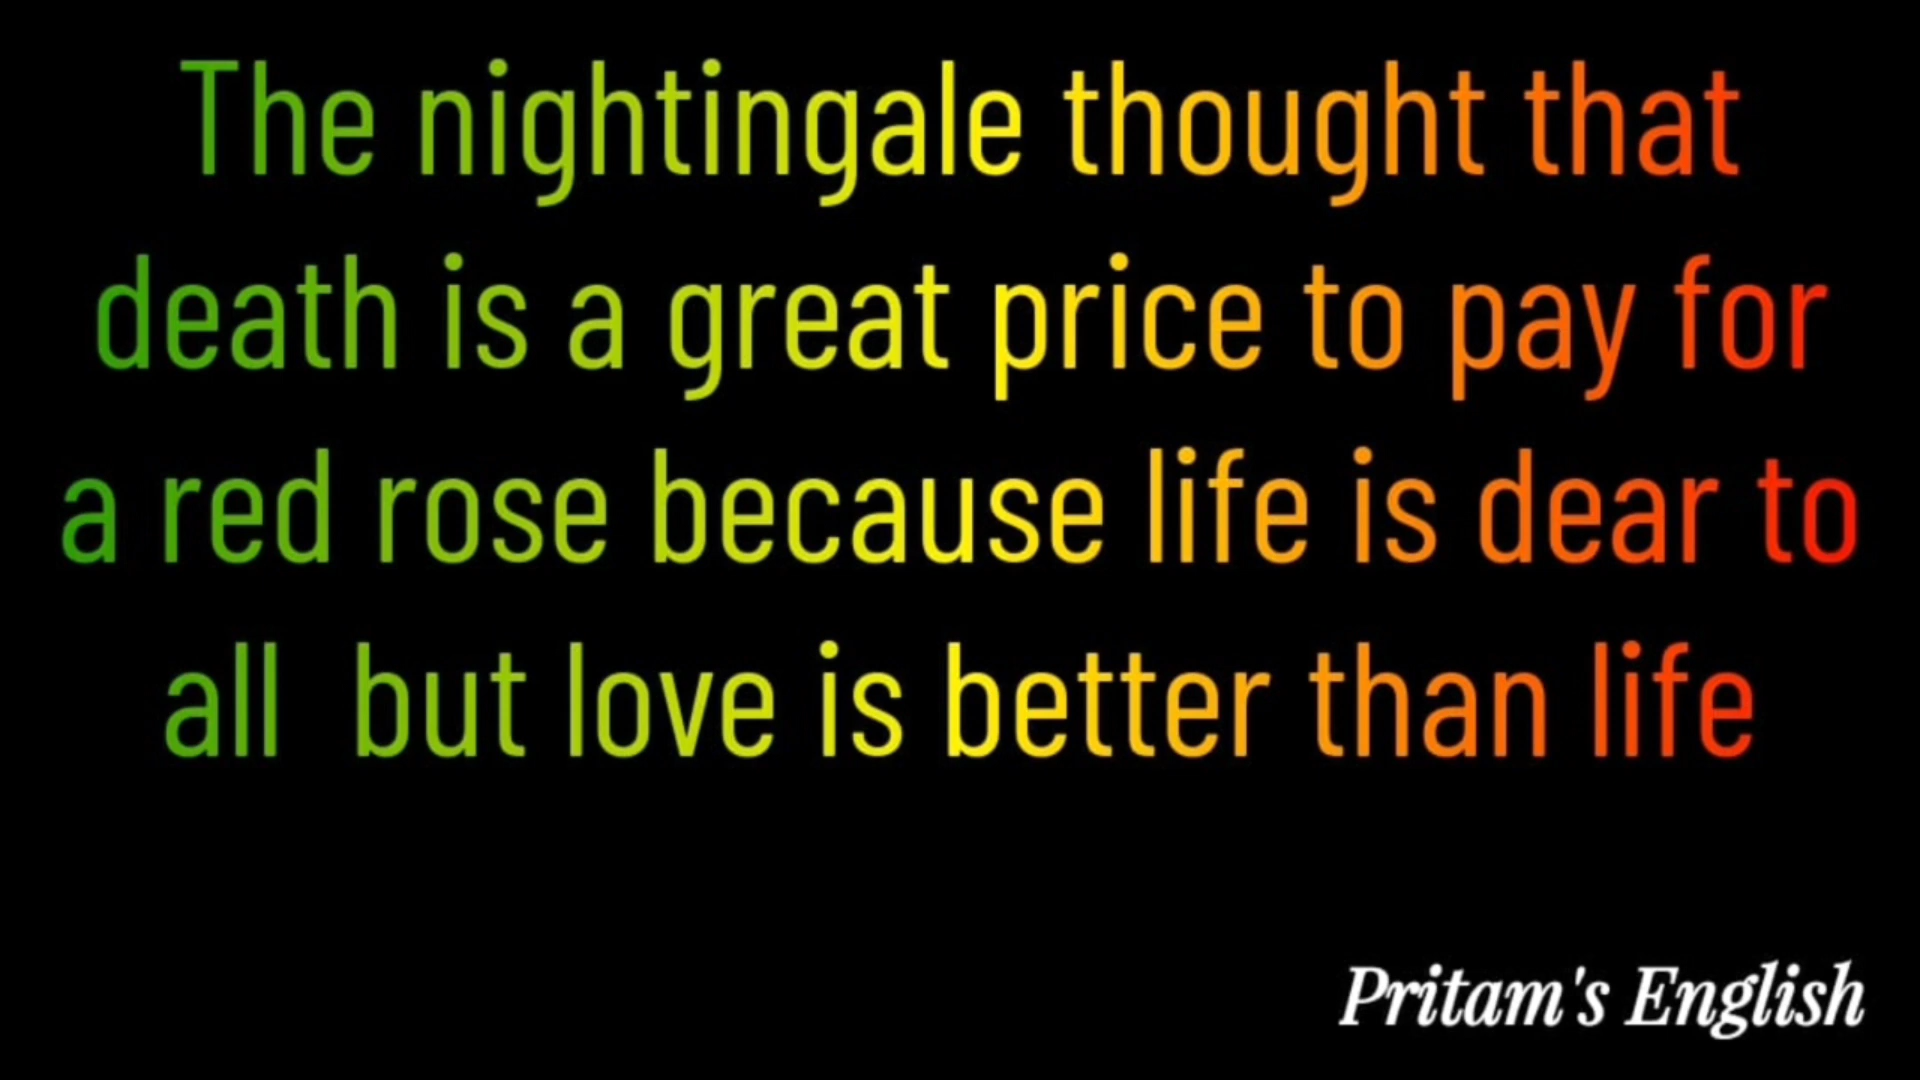 The nightingale thought that
death is a great price to pay for
a red rose because life is dear to
all but love is better than life
Pritam's English